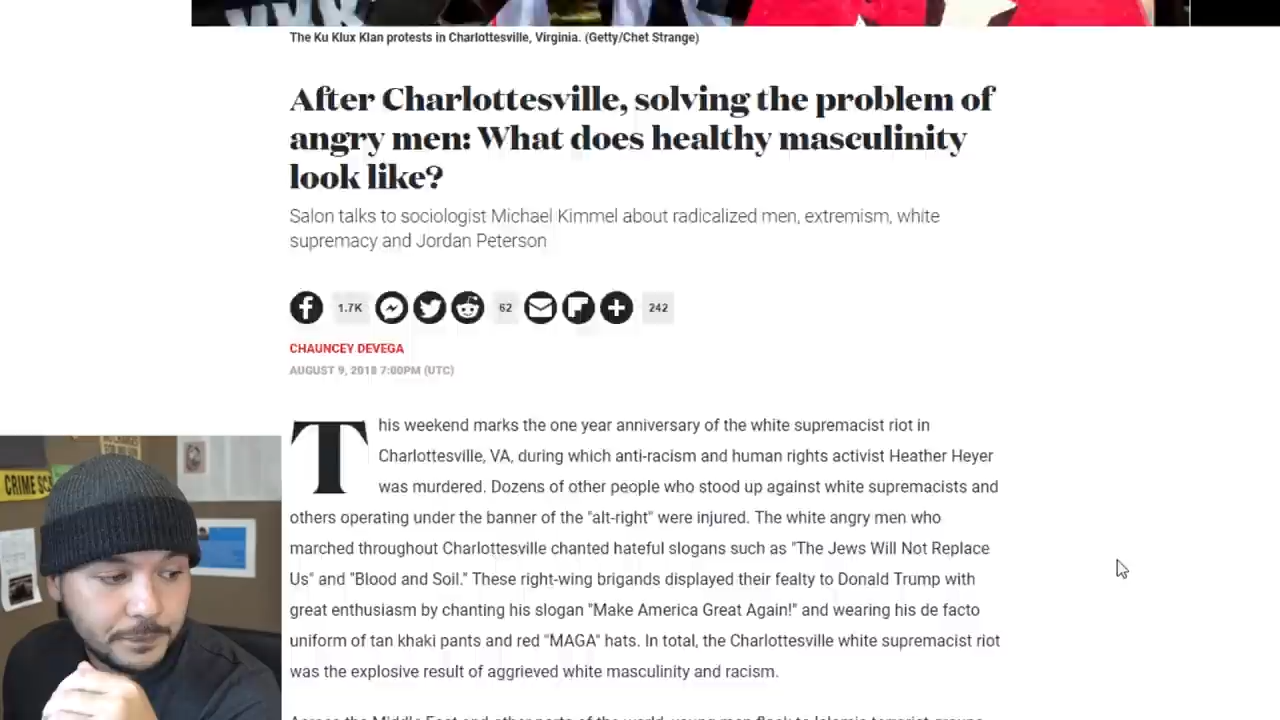 The Ku Klux Klan protests in Charlottesville, Virginia. (Getty/Chet Strange)
After Charlottesville, solving the problem of
angry men: What does healthy masculinity
look like?
Salon talks to sociologist Michael Kimmel about radicalized men, extremism, white
supremacy and Jordan Peterson
1.7K 62 242
CHAUNCEY DEVEGA
AUGUST 9, 2018 7:00PM (UTC)
This weekend marks the one year anniversary of the white supremacist riot in
Charlottesville, VA, during which anti-racism and human rights activist Heather Heyer
was murdered. Dozens of other people who stood up against white supremacists and
others operating under the banner of the "alt-right" were injured. The white angry men who
marched throughout Charlottesville chanted hateful slogans such as "The Jews Will Not Replace
Us" and "Blood and Soil." These right-wing brigands displayed their fealty to Donald Trump with
great enthusiasm by chanting his slogan "Make America Great Again!" and wearing his de facto
uniform of tan khaki pants and red "MAGA" hats. In total, the Charlottesville white supremacist riot
was the explosive result of aggrieved white masculinity and racism.
CRIME SC